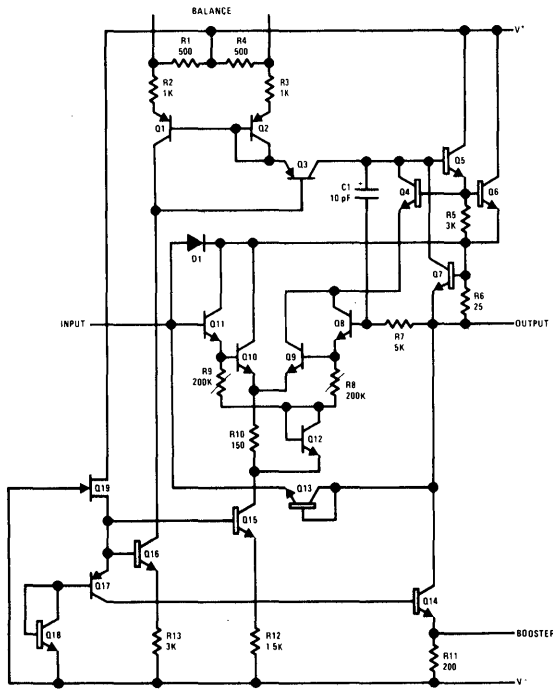 BALANCE
R1
500
R4
500
V+
R2
1K
R3
1K
Q1
Q2
Q3
Q5
C1
+
10 pF
Q4
Q6
R5
3K
D1
Q7
R6
25
INPUT
Q11
Q8
OUTPUT
R7
5K
Q10
Q9
R9
200K
R8
200K
R10
150
Q12
Q19
Q13
Q15
Q16
Q17
Q14
Q18
BOOSTER
R13
3K
R12
1 5K
R11
200
V-